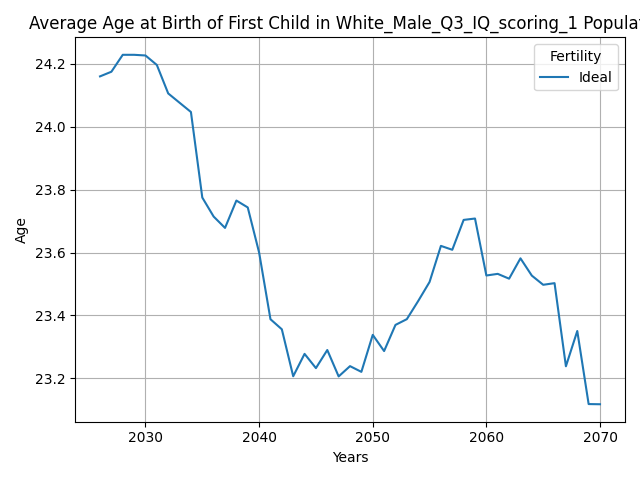 Average Age at Birth of First Child in White_Male_Q3_IQ_scoring_1 Populat
Fertility
Ideal
24.2
24.0
23.8
23.6
23.4
23.2
Age
2030 2040 2050 2060 2070
Years